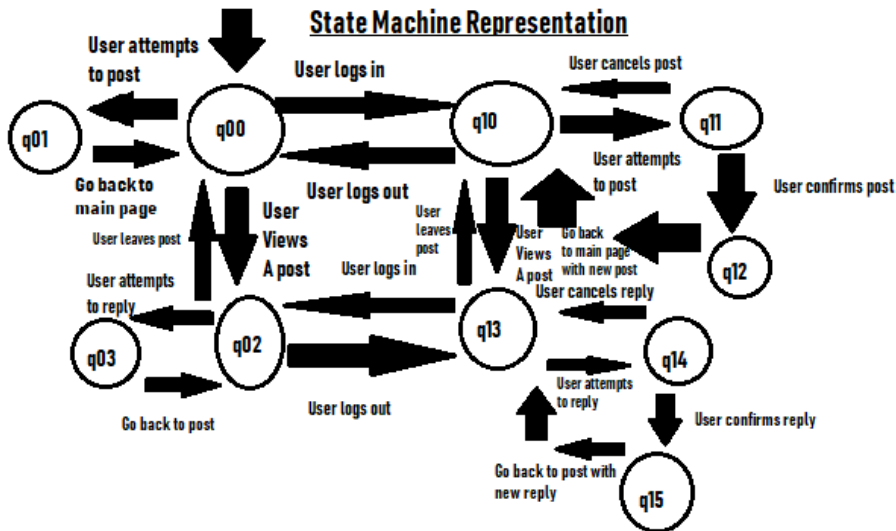 State Machine Representation
User attempts
to post
User logs in
User cancels post
q01
q00
q10
q11
Go back to
main page
User logs out
User attempts
to post
User confirms post
User leaves post
User
Views
A post
User
leaves
post
User
Views
A post
Go back
to main page
with new post
q12
User attempts
to reply
User logs in
User cancels reply
q03
q02
q13
q14
Go back to post
User logs out
User attempts
to reply
User confirms reply
Go back to post with
new reply
q15